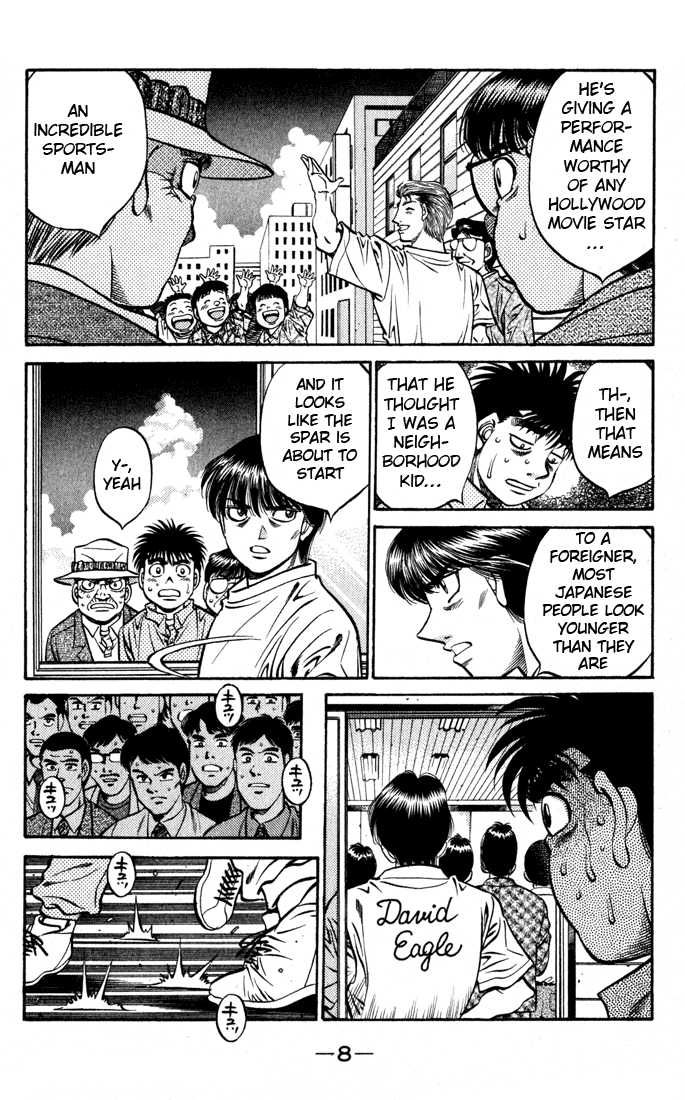 HE'S
GIVING A
PERFOR-
MANCE
WORTHY
OF ANY
HOLLYWOOD
MOVIE STAR
...
AN
INCREDIBLE
SPORTS-
MAN
TH-,
THEN
THAT
MEANS
THAT HE
THOUGHT
I WAS A
NEIGH-
BORHOOD
KID...
TO A
FOREIGNER,
MOST
JAPANESE
PEOPLE LOOK
YOUNGER
THAN THEY
ARE
AND IT
LOOKS
LIKE THE
SPAR IS
ABOUT TO
START
Y-,
YEAH
David
Eagle
キュッ
キュッ
キュッ
キュッ
キュッ
—8—